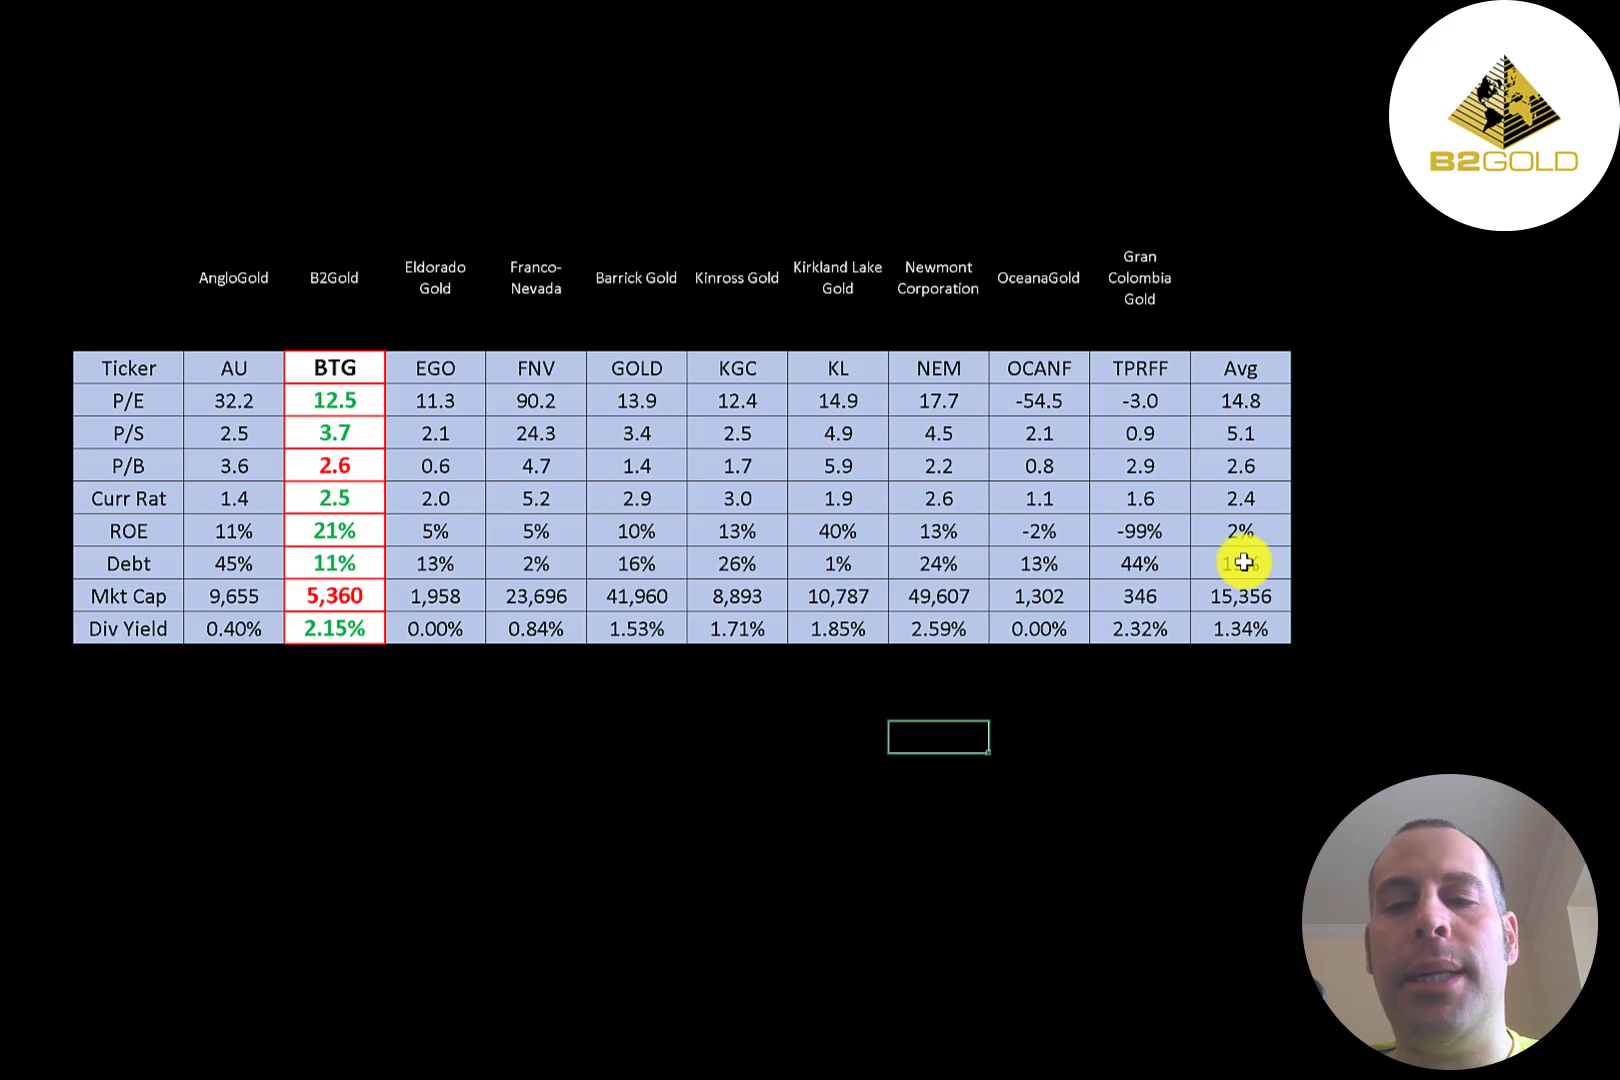 B2GOLD
AngloGold B2Gold Eldorado Gold Franco-Nevada Barrick Gold Kinross Gold Kirkland Lake Gold Newmont Corporation OceanaGold Gran Colombia Gold
Ticker AU BTG EGO FNV GOLD KGC KL NEM OCANF TPRFF Avg
P/E 32.2 12.5 11.3 90.2 13.9 12.4 14.9 17.7 -54.5 -3.0 14.8
P/S 2.5 3.7 2.1 24.3 3.4 2.5 4.9 4.5 2.1 0.9 5.1
P/B 3.6 2.6 0.6 4.7 1.4 1.7 5.9 2.2 0.8 2.9 2.6
Curr Rat 1.4 2.5 2.0 5.2 2.9 3.0 1.9 2.6 1.1 1.6 2.4
ROE 11% 21% 5% 5% 10% 13% 40% 13% -2% -99% 2%
Debt 45% 11% 13% 2% 16% 26% 1% 24% 13% 44%
Mkt Cap 9,655 5,360 1,958 23,696 41,960 8,893 10,787 49,607 1,302 346 15,356
Div Yield 0.40% 2.15% 0.00% 0.84% 1.53% 1.71% 1.85% 2.59% 0.00% 2.32% 1.34%